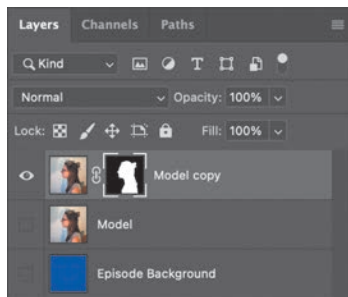 Layers Channels Paths
Kind
Normal Opacity: 100%
Lock: Fill: 100%
Model copy
Model
Episode Background